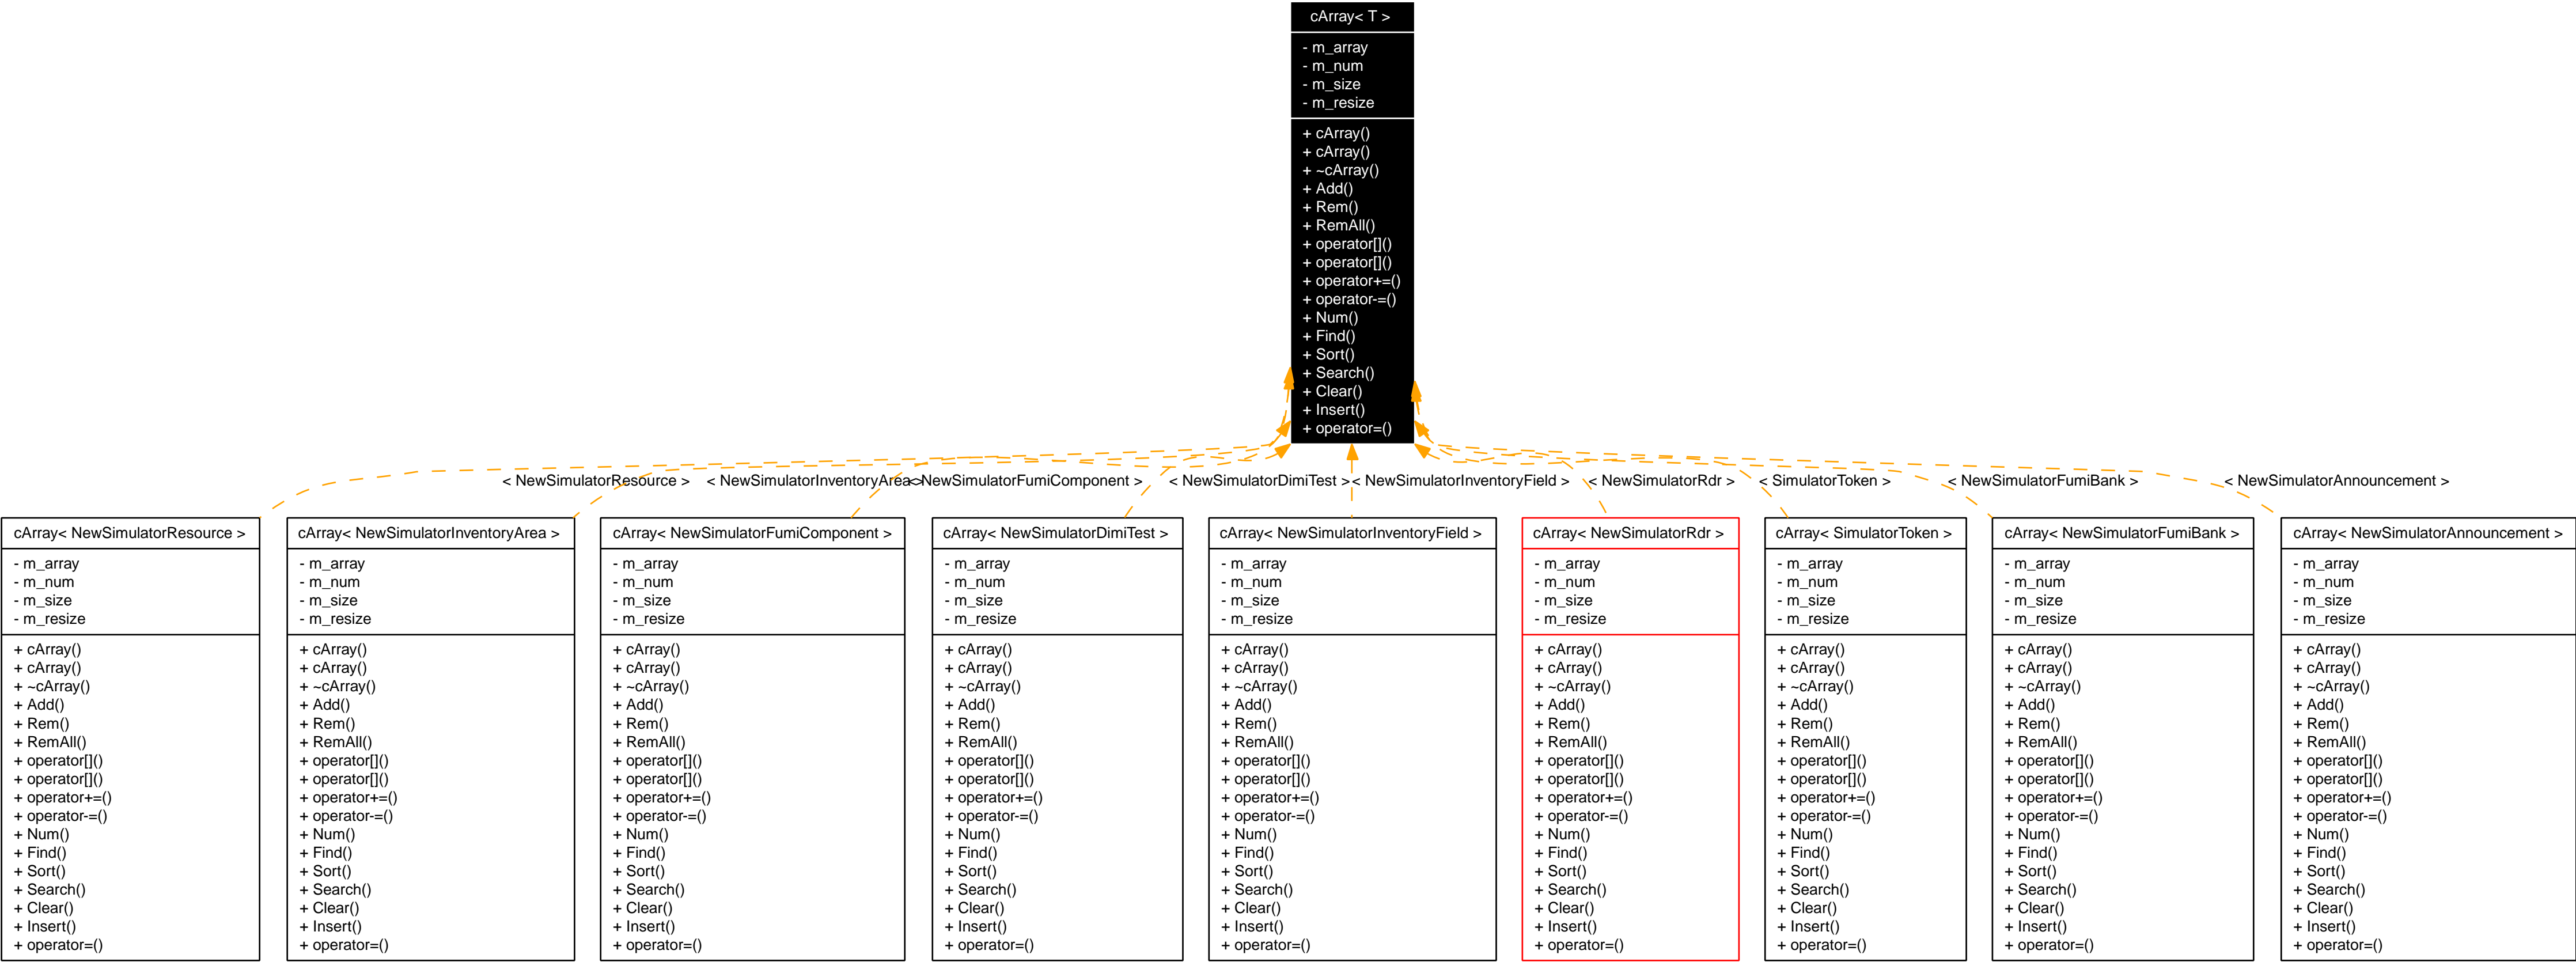 cArray< T >
- m_array
- m_num
- m_size
- m_resize
+ cArray()
+ cArray()
+ ~cArray()
+ Add()
+ Rem()
+ RemAll()
+ operator[]()
+ operator[]()
+ operator+=()
+ operator-=()
+ Num()
+ Find()
+ Sort()
+ Search()
+ Clear()
+ Insert()
+ operator=()
< NewSimulatorResource >
< NewSimulatorInventoryArea >
< NewSimulatorFumiComponent >
< NewSimulatorDimiTest >
< NewSimulatorInventoryField >
< NewSimulatorRdr >
< SimulatorToken >
< NewSimulatorFumiBank >
< NewSimulatorAnnouncement >
cArray< NewSimulatorResource >
- m_array
- m_num
- m_size
- m_resize
+ cArray()
+ cArray()
+ ~cArray()
+ Add()
+ Rem()
+ RemAll()
+ operator[]()
+ operator[]()
+ operator+=()
+ operator-=()
+ Num()
+ Find()
+ Sort()
+ Search()
+ Clear()
+ Insert()
+ operator=()
cArray< NewSimulatorInventoryArea >
- m_array
- m_num
- m_size
- m_resize
+ cArray()
+ cArray()
+ ~cArray()
+ Add()
+ Rem()
+ RemAll()
+ operator[]()
+ operator[]()
+ operator+=()
+ operator-=()
+ Num()
+ Find()
+ Sort()
+ Search()
+ Clear()
+ Insert()
+ operator=()
cArray< NewSimulatorFumiComponent >
- m_array
- m_num
- m_size
- m_resize
+ cArray()
+ cArray()
+ ~cArray()
+ Add()
+ Rem()
+ RemAll()
+ operator[]()
+ operator[]()
+ operator+=()
+ operator-=()
+ Num()
+ Find()
+ Sort()
+ Search()
+ Clear()
+ Insert()
+ operator=()
cArray< NewSimulatorDimiTest >
- m_array
- m_num
- m_size
- m_resize
+ cArray()
+ cArray()
+ ~cArray()
+ Add()
+ Rem()
+ RemAll()
+ operator[]()
+ operator[]()
+ operator+=()
+ operator-=()
+ Num()
+ Find()
+ Sort()
+ Search()
+ Clear()
+ Insert()
+ operator=()
cArray< NewSimulatorInventoryField >
- m_array
- m_num
- m_size
- m_resize
+ cArray()
+ cArray()
+ ~cArray()
+ Add()
+ Rem()
+ RemAll()
+ operator[]()
+ operator[]()
+ operator+=()
+ operator-=()
+ Num()
+ Find()
+ Sort()
+ Search()
+ Clear()
+ Insert()
+ operator=()
cArray< NewSimulatorRdr >
- m_array
- m_num
- m_size
- m_resize
+ cArray()
+ cArray()
+ ~cArray()
+ Add()
+ Rem()
+ RemAll()
+ operator[]()
+ operator[]()
+ operator+=()
+ operator-=()
+ Num()
+ Find()
+ Sort()
+ Search()
+ Clear()
+ Insert()
+ operator=()
cArray< SimulatorToken >
- m_array
- m_num
- m_size
- m_resize
+ cArray()
+ cArray()
+ ~cArray()
+ Add()
+ Rem()
+ RemAll()
+ operator[]()
+ operator[]()
+ operator+=()
+ operator-=()
+ Num()
+ Find()
+ Sort()
+ Search()
+ Clear()
+ Insert()
+ operator=()
cArray< NewSimulatorFumiBank >
- m_array
- m_num
- m_size
- m_resize
+ cArray()
+ cArray()
+ ~cArray()
+ Add()
+ Rem()
+ RemAll()
+ operator[]()
+ operator[]()
+ operator+=()
+ operator-=()
+ Num()
+ Find()
+ Sort()
+ Search()
+ Clear()
+ Insert()
+ operator=()
cArray< NewSimulatorAnnouncement >
- m_array
- m_num
- m_size
- m_resize
+ cArray()
+ cArray()
+ ~cArray()
+ Add()
+ Rem()
+ RemAll()
+ operator[]()
+ operator[]()
+ operator+=()
+ operator-=()
+ Num()
+ Find()
+ Sort()
+ Search()
+ Clear()
+ Insert()
+ operator=()